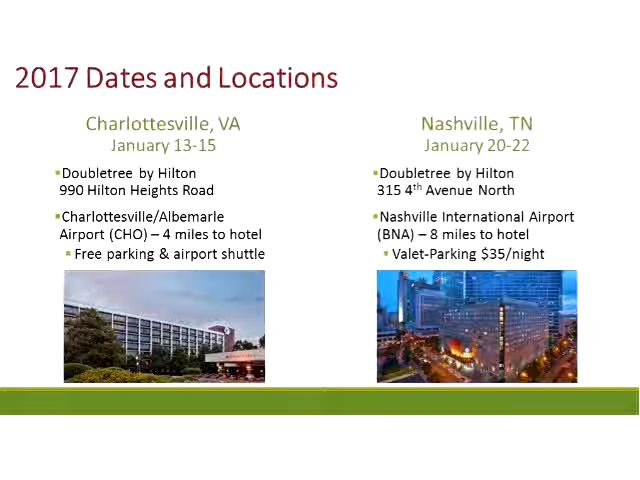 2017 Dates and Locations
Charlottesville, VA
January 13-15
▪Doubletree by Hilton
990 Hilton Heights Road
▪Charlottesville/Albemarle
Airport (CHO) – 4 miles to hotel
▪Free parking & airport shuttle
Nashville, TN
January 20-22
▪Doubletree by Hilton
315 4th Avenue North
▪Nashville International Airport
(BNA) – 8 miles to hotel
▪Valet-Parking $35/night